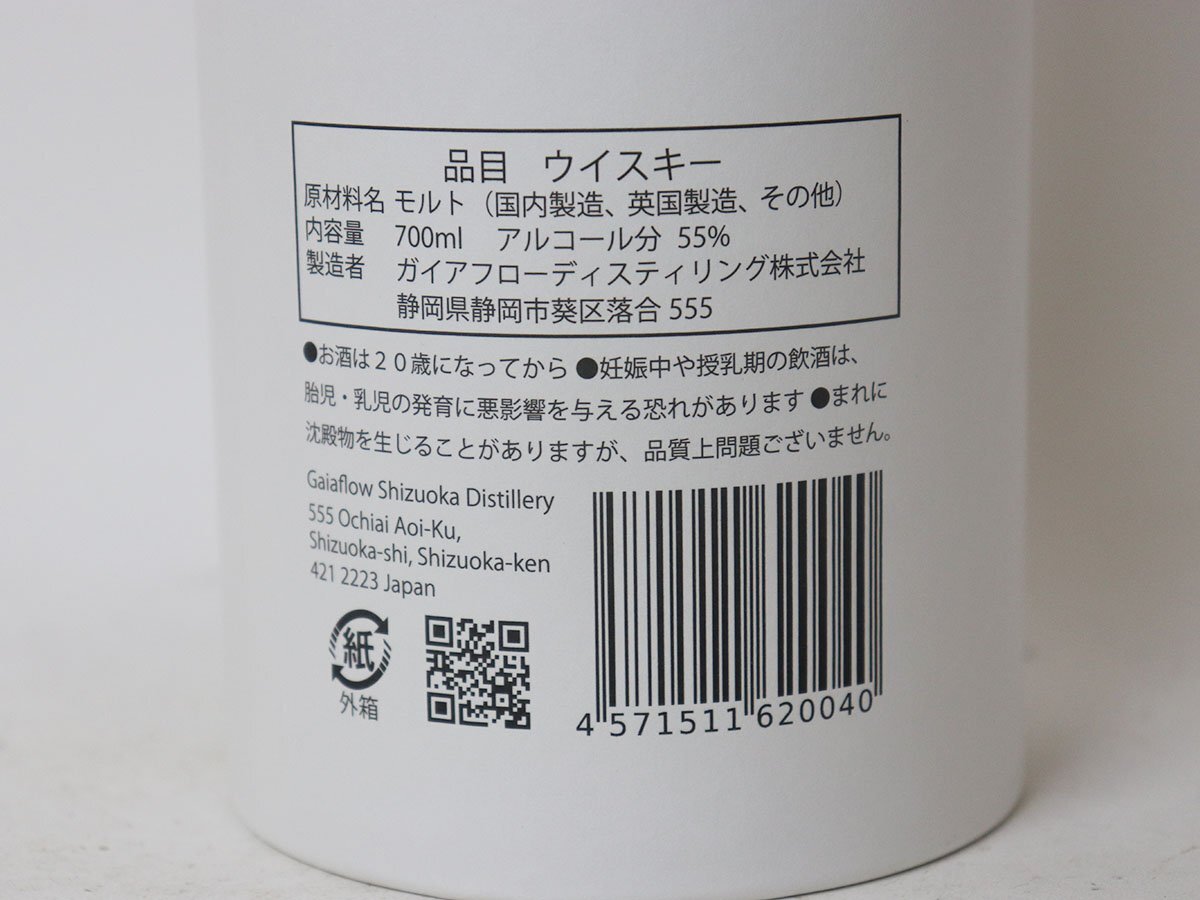 品目 ウイスキー
原材料名 モルト（国内製造、英国製造、その他）
内容量 700ml アルコール分 55%
製造者 ガイアフローディスティリング株式会社
静岡県静岡市葵区落合 555
●お酒は２０歳になってから ●妊娠中や授乳期の飲酒は、
胎児・乳児の発育に悪影響を与える恐れがあります ●まれに
沈殿物を生じることがありますが、品質上問題ございません。
Gaiaflow Shizuoka Distillery
555 Ochiai Aoi-Ku,
Shizuoka-shi, Shizuoka-ken
421 2223 Japan
紙
外箱
4 571511 620040